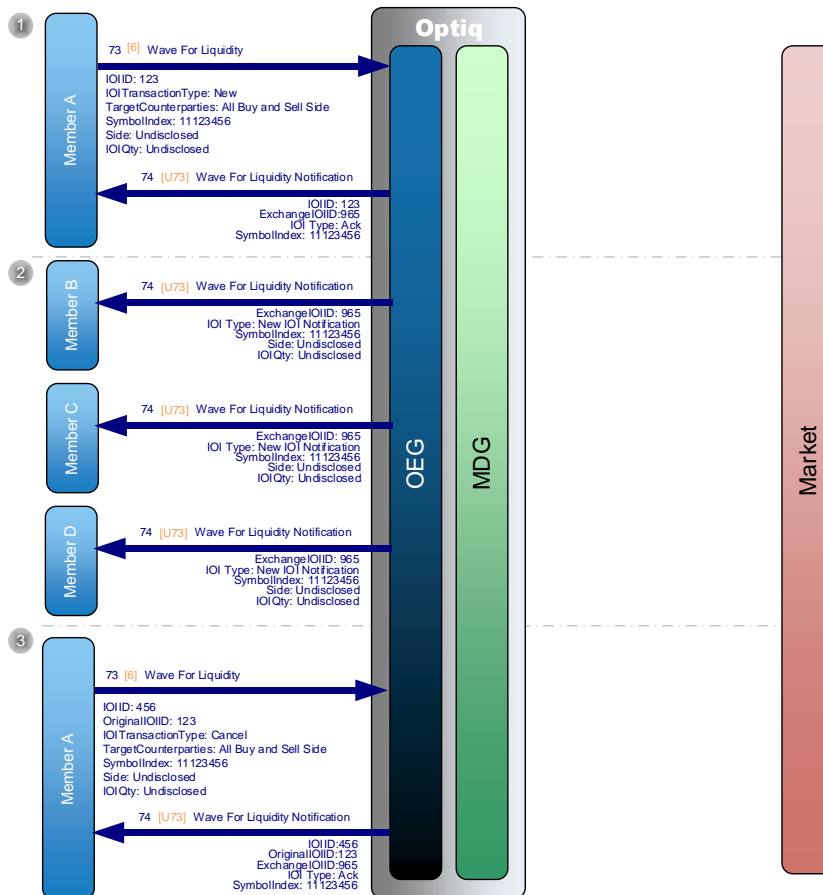 1
Optiq
Member A
73 [6] Wave For Liquidity
IOIID: 123
IOITransactionType: New
TargetCounterparties: All Buy and Sell Side
SymbolIndex: 11123456
Side: Undisclosed
IOIQty: Undisclosed
74 [U73] Wave For Liquidity Notification
IOIID: 123
ExchangeIOIID:965
IOI Type: Ack
SymbolIndex: 11123456
2
Member B
74 [U73] Wave For Liquidity Notification
ExchangeIOIID: 965
IOI Type: New IOI Notification
SymbolIndex: 11123456
Side: Undisclosed
IOIQty: Undisclosed
Member C
74 [U73] Wave For Liquidity Notification
ExchangeIOIID: 965
IOI Type: New IOI Notification
SymbolIndex: 11123456
Side: Undisclosed
IOIQty: Undisclosed
OEG
MDG
Market
Member D
74 [U73] Wave For Liquidity Notification
ExchangeIOIID: 965
IOI Type: New IOI Notification
SymbolIndex: 11123456
Side: Undisclosed
IOIQty: Undisclosed
3
Member A
73 [6] Wave For Liquidity
IOIID: 456
OriginalIOIID: 123
IOITransactionType: Cancel
TargetCounterparties: All Buy and Sell Side
SymbolIndex: 11123456
Side: Undisclosed
IOIQty: Undisclosed
74 [U73] Wave For Liquidity Notification
IOIID:456
OriginalIOIID:123
ExchangeIOIID:965
IOI Type: Ack
SymbolIndex: 11123456